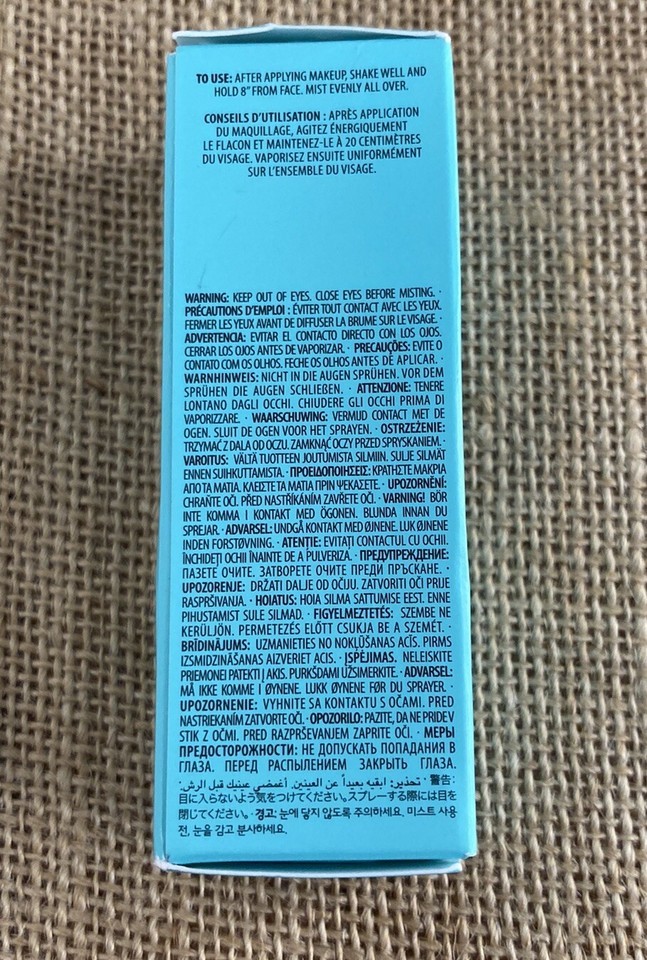 TO USE: AFTER APPLYING MAKEUP, SHAKE WELL AND
HOLD 8" FROM FACE. MIST EVENLY ALL OVER.
CONSEILS D'UTILISATION : APRÈS APPLICATION
DU MAQUILLAGE, AGITEZ ÉNERGIQUEMENT
LE FLACON ET MAINTENEZ-LE À 20 CENTIMÈTRES
DU VISAGE. VAPORISEZ ENSUITE UNIFORMÉMENT
SUR L'ENSEMBLE DU VISAGE.
WARNING: KEEP OUT OF EYES. CLOSE EYES BEFORE MISTING. ·
PRÉCAUTIONS D'EMPLOI : ÉVITER TOUT CONTACT AVEC LES YEUX.
FERMER LES YEUX AVANT DE DIFFUSER LA BRUME SUR LE VISAGE. ·
ADVERTENCIA: EVITAR EL CONTACTO DIRECTO CON LOS OJOS.
CERRAR LOS OJOS ANTES DE VAPORIZAR. · PRECAUÇÕES: EVITE O
CONTATO COM OS OLHOS. FECHE OS OLHOS ANTES DE APLICAR. ·
WARNHINWEIS: NICHT IN DIE AUGEN SPRÜHEN. VOR DEM
SPRÜHEN DIE AUGEN SCHLIEßEN. · ATTENZIONE: TENERE
LONTANO DAGLI OCCHI. CHIUDERE GLI OCCHI PRIMA DI
VAPORIZZARE. · WAARSCHUWING: VERMIJD CONTACT MET DE
OGEN. SLUIT DE OGEN VOOR HET SPRAYEN. · OSTRZEŻENIE:
TRZYMAĆ Z DALA OD OCZU. ZAMKNĄĆ OCZY PRZED SPRYSKANIEM. ·
VAROITUS: VÄLTÄ TUOTTEEN JOUTUMISTA SILMIIN. SULJE SILMÄT
ENNEN SUIHKUTTAMISTA. · ΠΡΟΕΙΔΟΠΟΙΗΣΕΙΣ: ΚΡΑΤΗΣΤΕ ΜΑΚΡΙΑ
ΑΠΟ ΤΑ ΜΑΤΙΑ. ΚΛΕΙΣΤΕ ΤΑ ΜΑΤΙΑ ΠΡΙΝ ΨΕΚΑΣΕΤΕ. · UPOZORNĚNÍ:
CHRAŇTE OČI. PŘED NASTŘÍKÁNÍM ZAVŘETE OČI. · VARNING! BÖR
INTE KOMMA I KONTAKT MED ÖGONEN. BLUNDA INNAN DU
SPREJAR. · ADVARSEL: UNDGÅ KONTAKT MED ØJNENE. LUK ØJNENE
INDEN FORSTØVNING. · ATENȚIE: EVITAȚI CONTACTUL CU OCHII.
ÎNCHIDEȚI OCHII ÎNAINTE DE A PULVERIZA. · ПРЕДУПРЕЖДЕНИЕ:
ПАЗЕТЕ ОЧИТЕ. ЗАТВОРЕТЕ ОЧИТЕ ПРЕДИ ПРЪСКАНЕ. ·
UPOZORENJE: DRŽATI DALJE OD OČIJU. ZATVORITI OČI PRIJE
RASPRŠIVANJA. · HOIATUS: HOIA SILMA SATTUMISE EEST. ENNE
PIHUSTAMIST SULE SILMAD. · FIGYELMEZTETÉS: SZEMBE NE
KERÜLJÖN. PERMETEZÉS ELŐTT CSUKJA BE A SZEMÉT. ·
BRĪDINĀJUMS: UZMANIETIES NO NOKĻŪŠANAS ACĪS. PIRMS
IZSMIDZINĀŠANAS AIZVERIET ACIS. · ĮSPĖJIMAS. NELEISKITE
PRIEMONEI PATEKTI Į AKIS. PURKŠDAMI UŽSIMERKITE. · ADVARSEL:
MÅ IKKE KOMME I ØYNENE. LUKK ØYNENE FØR DU SPRAYER. ·
UPOZORNENIE: VYHNITE SA KONTAKTU S OČAMI. PRED
NASTRIEKANÍM ZATVORTE OČI. · OPOZORILO: PAZITE, DA NE PRIDE V
STIK Z OČMI. PRED RAZPRŠEVANJEM ZAPRITE OČI. · МЕРЫ
ПРЕДОСТОРОЖНОСТИ: НЕ ДОПУСКАТЬ ПОПАДАНИЯ В
ГЛАЗА. ПЕРЕД РАСПЫЛЕНИЕМ ЗАКРЫТЬ ГЛАЗА.
· تحذير: ابقيه بعيداً عن العينين. أغمضي عينيك قبل الرش. · 警告:
目に入らないよう気をつけてください。スプレーする際には目を
閉じてください。· 경고: 눈에 닿지 않도록 주의하세요. 미스트 사용
전, 눈을 감고 분사하세요.